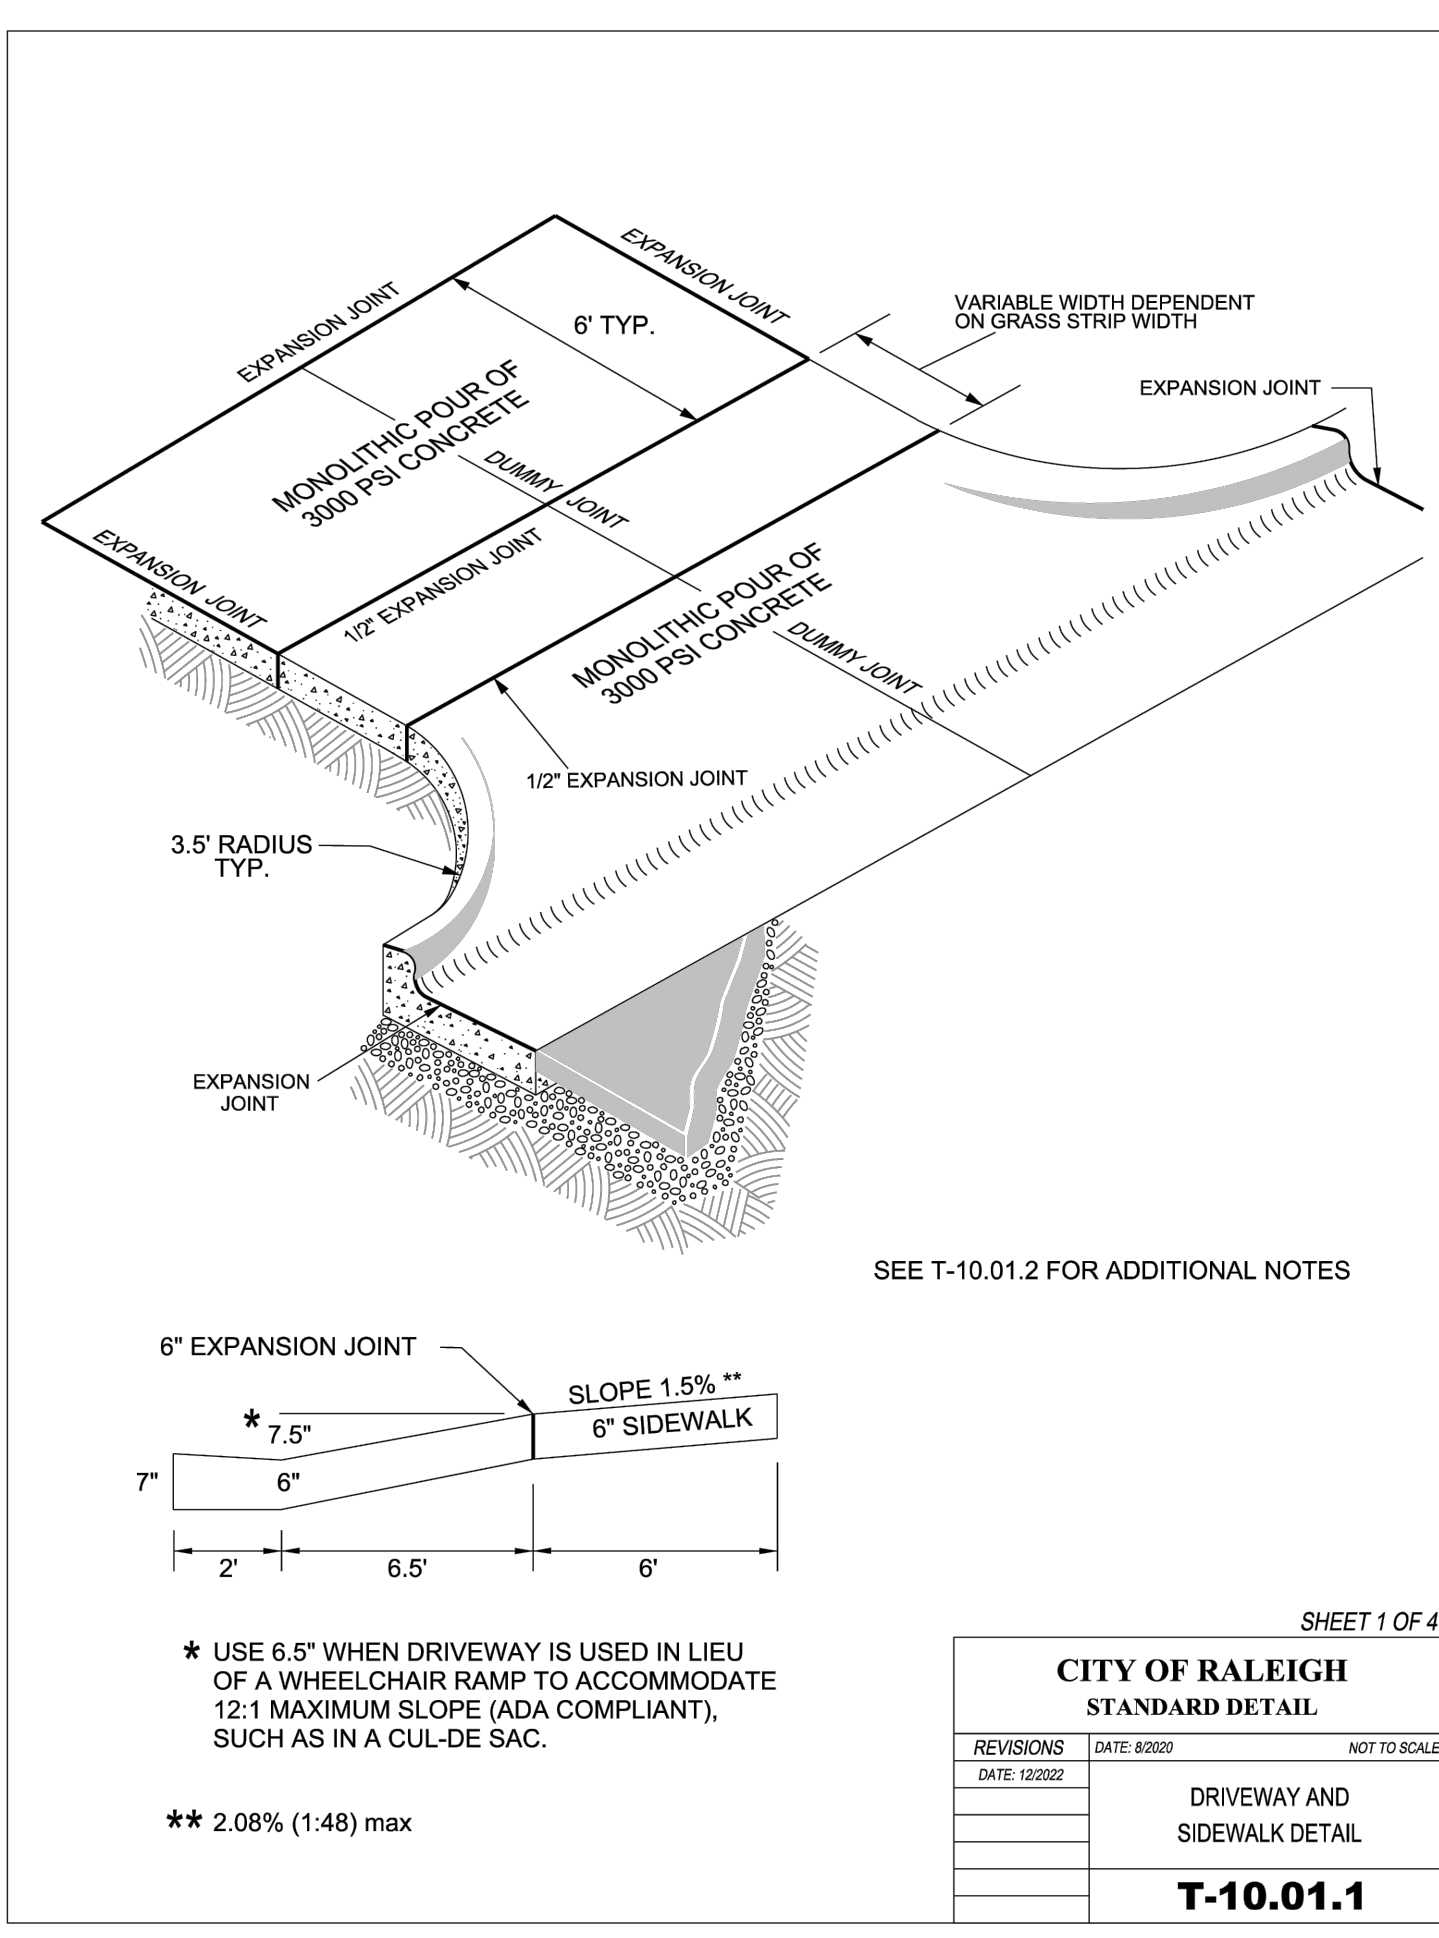 EXPANSION JOINT
EXPANSION JOINT
6' TYP.
VARIABLE WIDTH DEPENDENT
ON GRASS STRIP WIDTH
EXPANSION JOINT
MONOLITHIC POUR OF
3000 PSI CONCRETE
DUMMY JOINT
EXPANSION JOINT
1/2" EXPANSION JOINT
MONOLITHIC POUR OF
3000 PSI CONCRETE
DUMMY JOINT
1/2" EXPANSION JOINT
3.5' RADIUS
TYP.
EXPANSION
JOINT
SEE T-10.01.2 FOR ADDITIONAL NOTES
6" EXPANSION JOINT
SLOPE 1.5% **
* 7.5"
6" SIDEWALK
7"
6"
2'
6.5'
6'
* USE 6.5" WHEN DRIVEWAY IS USED IN LIEU
OF A WHEELCHAIR RAMP TO ACCOMMODATE
12:1 MAXIMUM SLOPE (ADA COMPLIANT),
SUCH AS IN A CUL-DE SAC.
** 2.08% (1:48) max
SHEET 1 OF 4
CITY OF RALEIGH
STANDARD DETAIL
REVISIONS
DATE: 8/2020
NOT TO SCALE
DATE: 12/2022
DRIVEWAY AND
SIDEWALK DETAIL
T-10.01.1